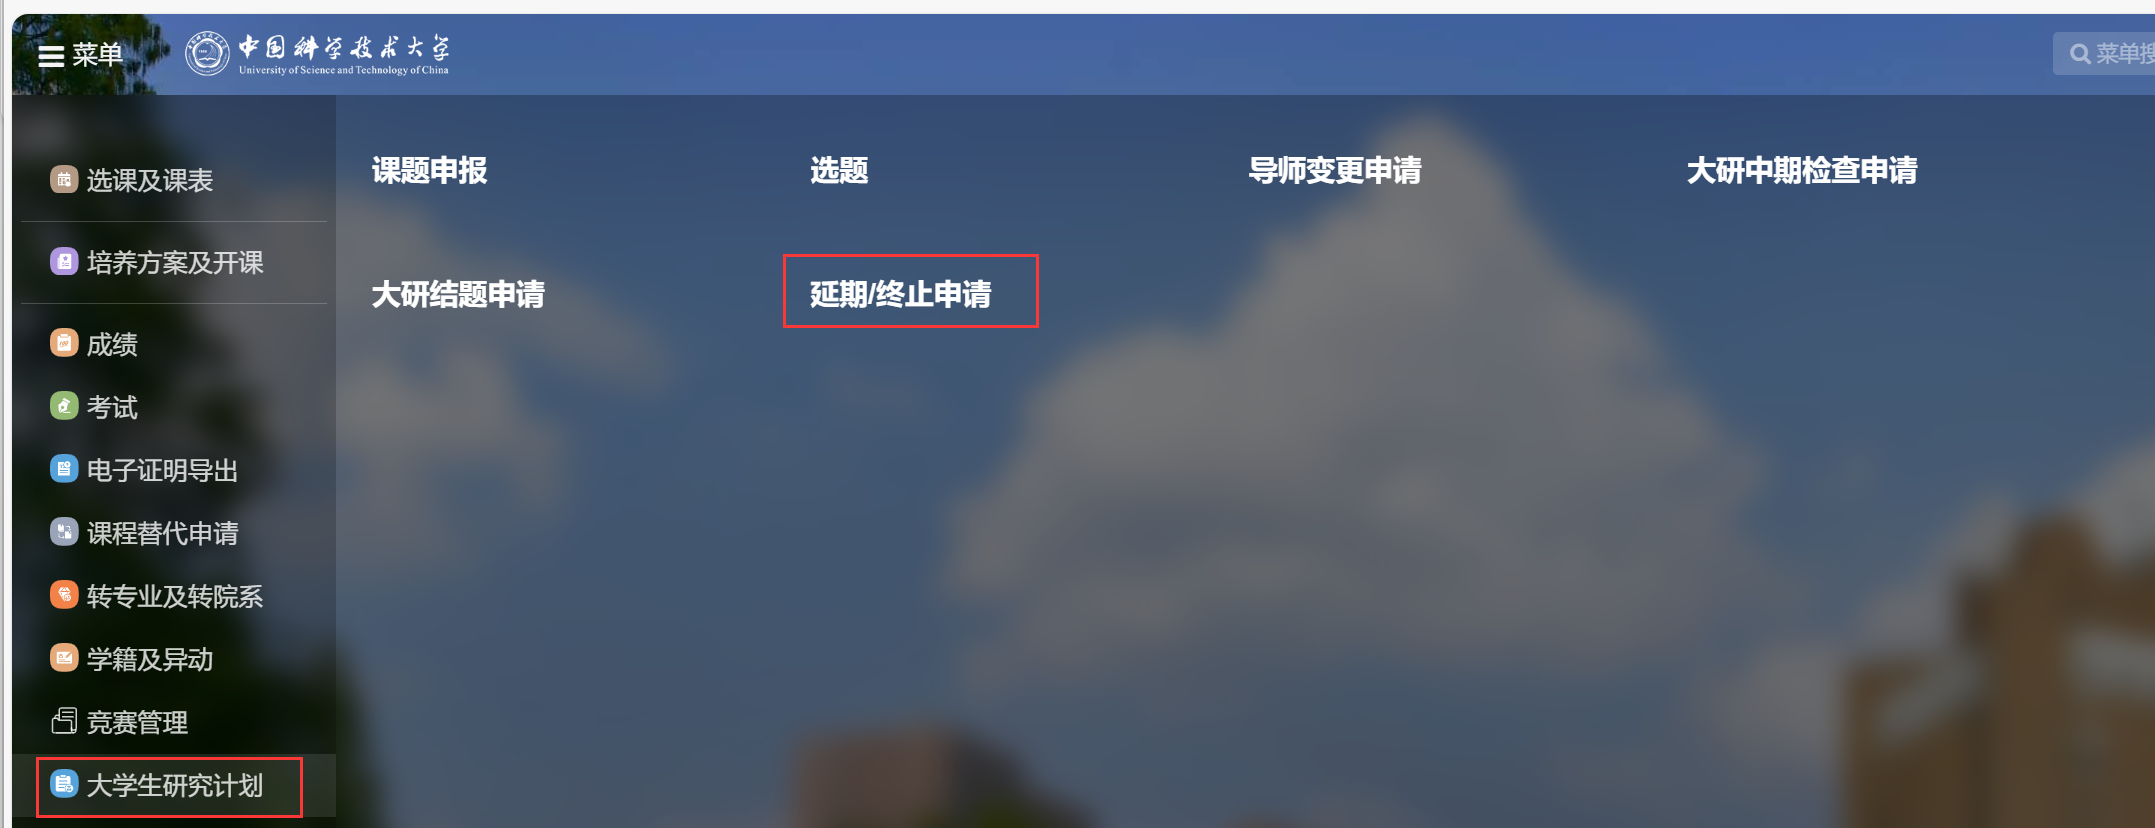 菜单
中国科学技术大学
University of Science and Technology of China
菜单搜
选课及课表
培养方案及开课
成绩
考试
电子证明导出
课程替代申请
转专业及转院系
学籍及异动
竞赛管理
大学生研究计划
课题申报
选题
导师变更申请
大研中期检查申请
大研结题申请
延期/终止申请